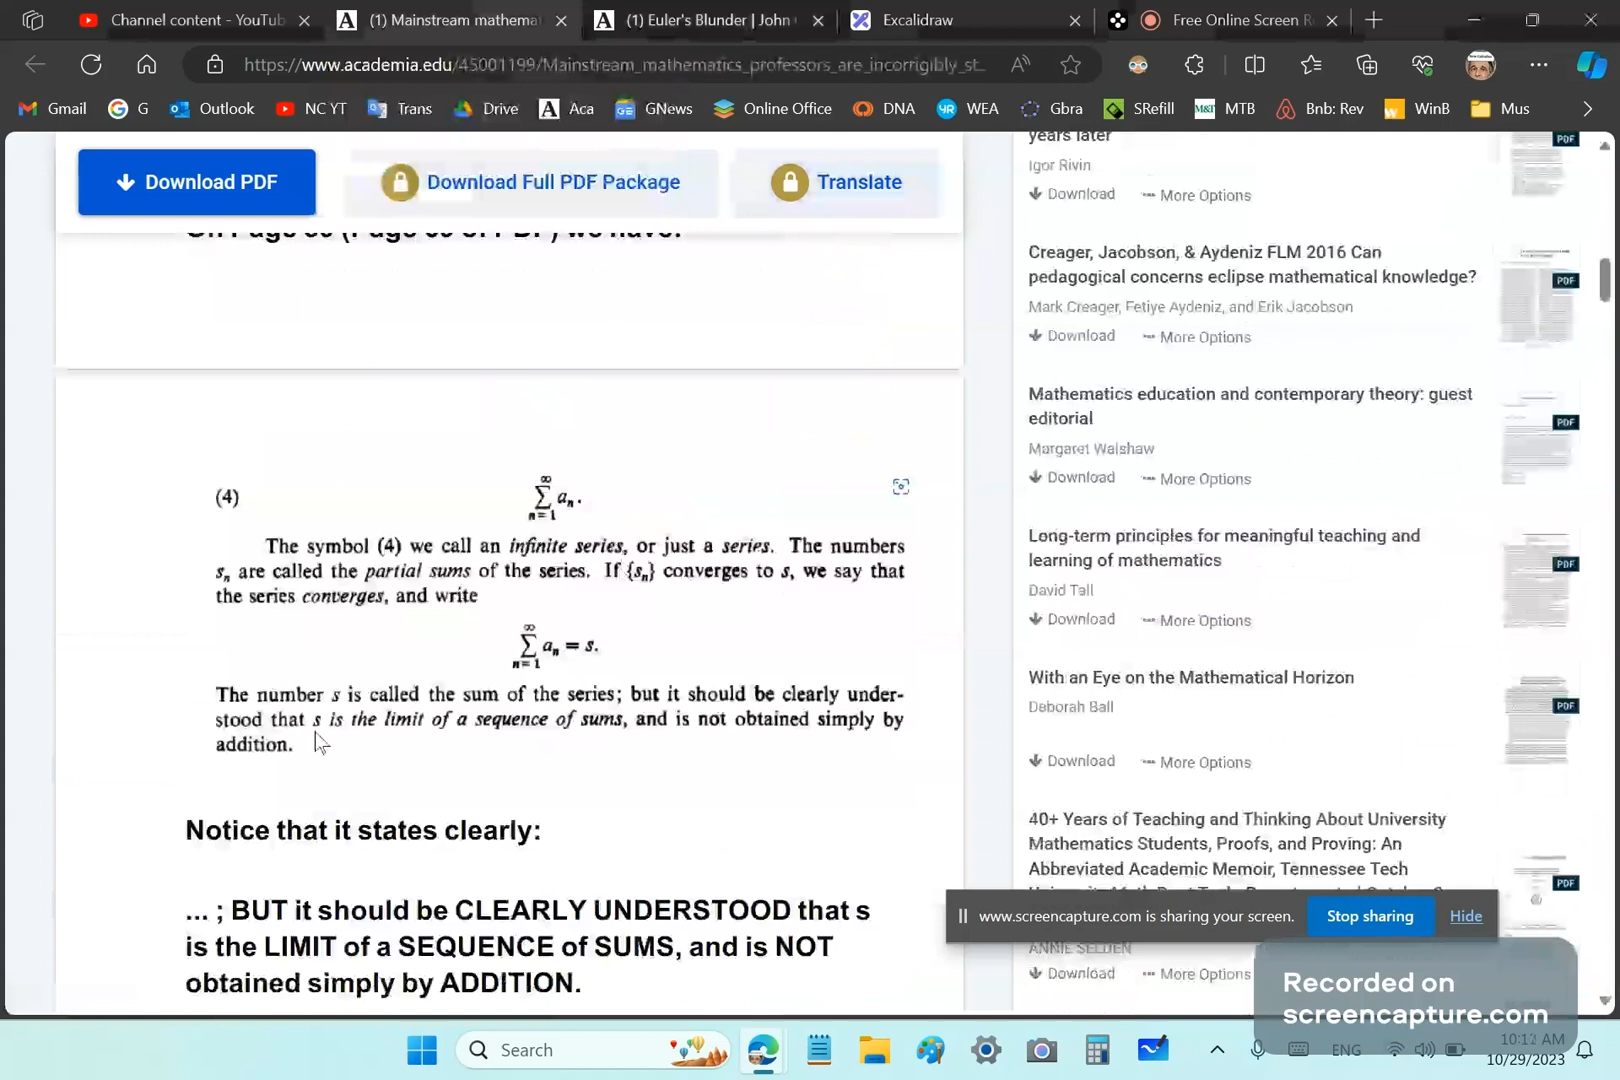 Channel content - YouTub
(1) Mainstream mathema
(1) Euler's Blunder | John
Excalidraw
Free Online Screen R
https://www.academia.edu/45001199/Mainstream_mathematics_professors_are_incorrigibly_st...
Gmail
G
Outlook
NC YT
Trans
Drive
Aca
GNews
Online Office
DNA
WEA
Gbra
SRefill
MTB
Bnb: Rev
WinB
Mus
Download PDF
Download Full PDF Package
Translate
(4) ∞ Σ n=1 aₙ.
The symbol (4) we call an infinite series, or just a series. The numbers
sₙ are called the partial sums of the series. If {sₙ} converges to s, we say that
the series converges, and write
∞ Σ n=1 aₙ = s.
The number s is called the sum of the series; but it should be clearly under-
stood that s is the limit of a sequence of sums, and is not obtained simply by
addition.
Notice that it states clearly:
... ; BUT it should be CLEARLY UNDERSTOOD that s
is the LIMIT of a SEQUENCE of SUMS, and is NOT
obtained simply by ADDITION.
years later
Igor Rivin
Download
More Options
PDF
Creager, Jacobson, & Aydeniz FLM 2016 Can
pedagogical concerns eclipse mathematical knowledge?
Mark Creager, Fetiye Aydeniz, and Erik Jacobson
Download
More Options
PDF
Mathematics education and contemporary theory: guest
editorial
Margaret Walshaw
Download
More Options
PDF
Long-term principles for meaningful teaching and
learning of mathematics
David Tall
Download
More Options
PDF
With an Eye on the Mathematical Horizon
Deborah Ball
Download
More Options
PDF
40+ Years of Teaching and Thinking About University
Mathematics Students, Proofs, and Proving: An
Abbreviated Academic Memoir, Tennessee Tech
PDF
www.screencapture.com is sharing your screen.
Stop sharing
Hide
ANNIE SELDEN
Download
More Options
Recorded on
screencapture.com
Search
ENG
10:12 AM
10/29/2023